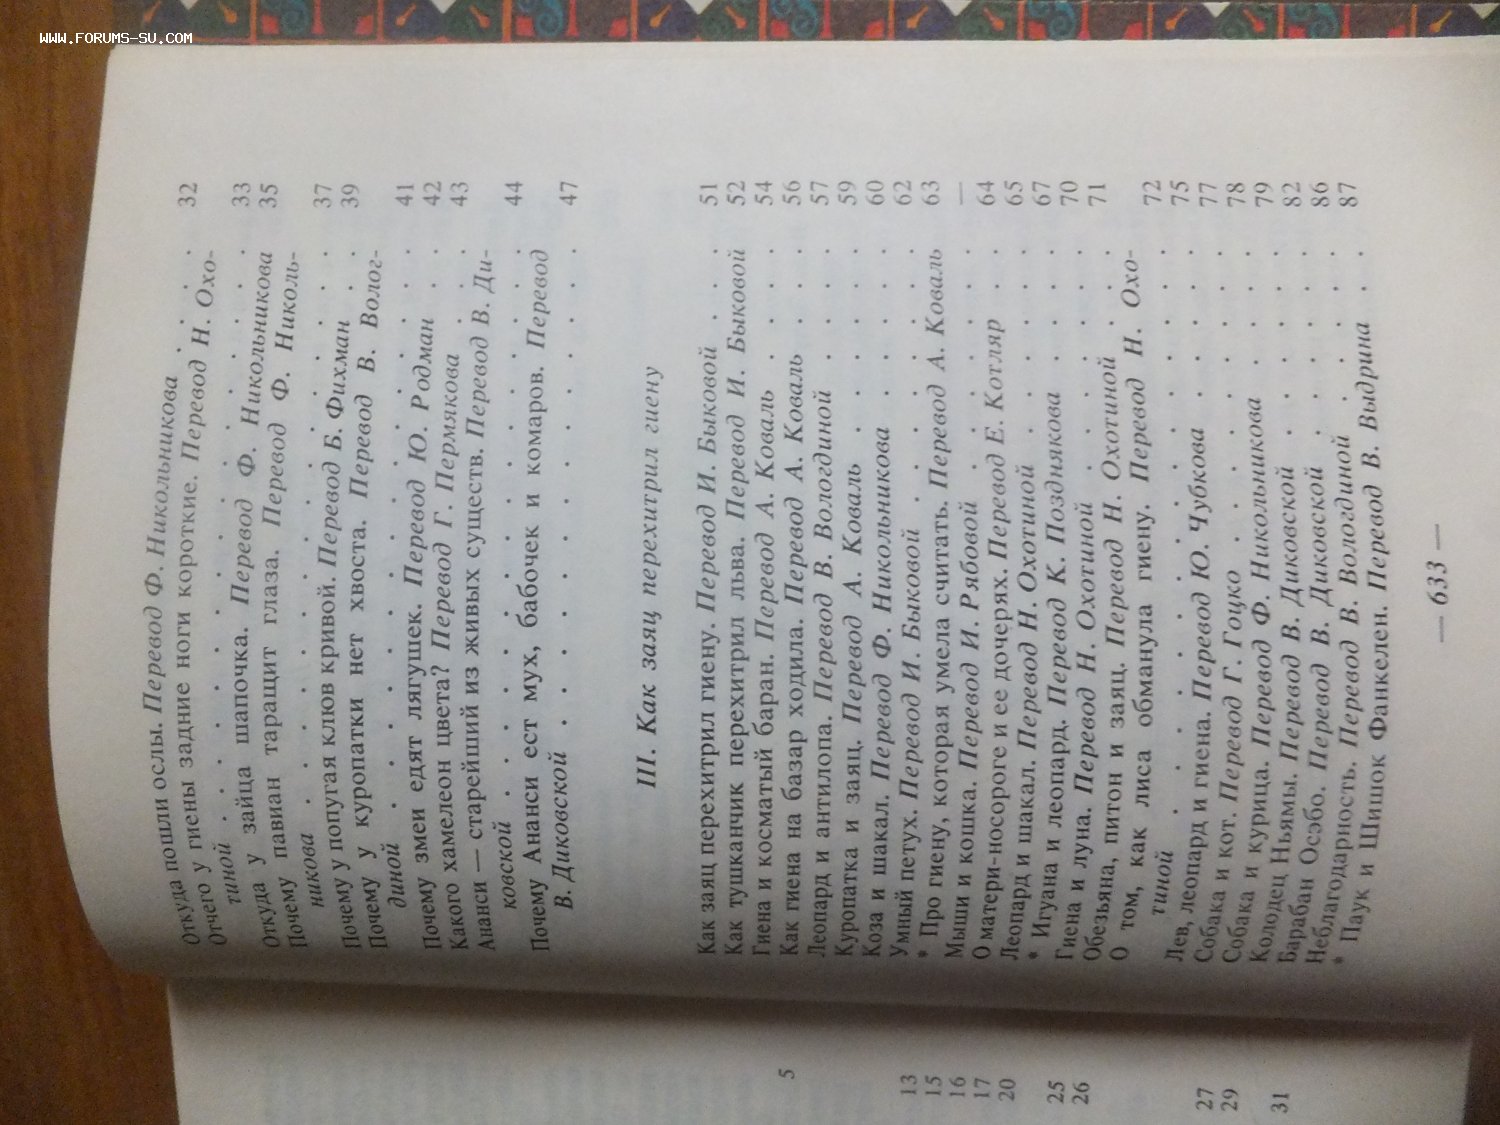 WWW.FORUMS-SU.COM
Откуда пошли ослы. Перевод Ф. Никольникова . . . 32
Отчего у гиены задние ноги короткие. Перевод Н. Охо-
тиной . . . . . . . . . . 33
Откуда у зайца шапочка. Перевод Ф. Никольникова 35
Почему павиан таращит глаза. Перевод Ф. Николь-
никова . . . . . . . . . . 37
Почему у попугая клюв кривой. Перевод Б. Фихман . . 39
Почему у куропатки нет хвоста. Перевод В. Волог-
диной . . . . . . . . . . 41
Почему змеи едят лягушек. Перевод Ю. Родман . . 42
Какого хамелеон цвета? Перевод Г. Пермякова . . . 43
Ананси — старейший из живых существ. Перевод В. Ди-
ковской . . . . . . . . . . 44
Почему Ананси ест мух, бабочек и комаров. Перевод
В. Диковской . . . . . . . . . . 47
III. Как заяц перехитрил гиену
Как заяц перехитрил гиену. Перевод И. Быковой . . . 51
Как тушканчик перехитрил льва. Перевод И. Быковой 52
Гиена и косматый баран. Перевод А. Коваль . . . . 54
Как гиена на базар ходила. Перевод А. Коваль . . . 56
Леопард и антилопа. Перевод В. Вологдиной . . . . 57
Куропатка и заяц. Перевод А. Коваль . . . . . 59
Коза и шакал. Перевод Ф. Никольникова . . . . . 60
Умный петух. Перевод И. Быковой . . . . . . 62
* Про гиену, которая умела считать. Перевод А. Коваль 63
Мыши и кошка. Перевод И. Рябовой . . . . . . —
О матери-носороге и ее дочерях. Перевод Е. Котляр . . 64
Леопард и шакал. Перевод Н. Охотиной . . . . . 65
* Игуана и леопард. Перевод К. Позднякова . . . . 67
Гиена и луна. Перевод Н. Охотиной . . . . . 70
Обезьяна, питон и заяц. Перевод Н. Охотиной . . 71
О том, как лиса обманула гиену. Перевод Н. Охо-
тиной . . . . . . . . . . 72
Лев, леопард и гиена. Перевод Ю. Чубкова . . . . 75
Собака и кот. Перевод Г. Гоцко . . . . . . 77
Собака и курица. Перевод Ф. Никольникова . . . . 78
Колодец Ньямы. Перевод В. Диковской . . . . . 79
Барабан Осэбо. Перевод В. Диковской . . . . . 82
Неблагодарность. Перевод В. Вологдиной . . . . . 86
* Паук и Шишок Фанкелен. Перевод В. Выдрина . . 87
— 633 —
5
13
15
16
17
20
25
26
27
29
31